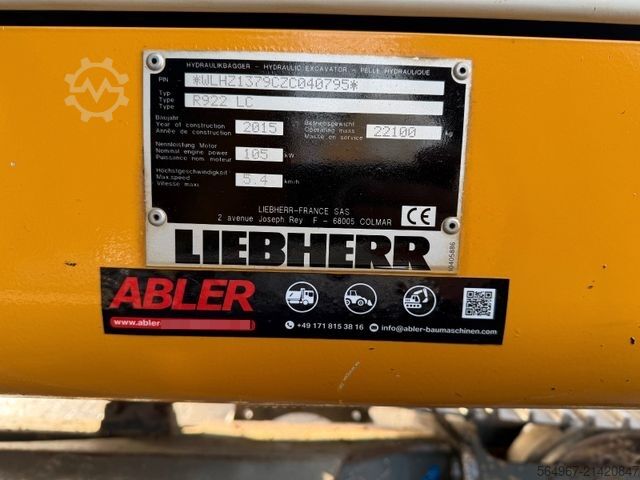 HYDRAULIKBAGGER - HYDRAULIC EXCAVATOR - PELLE HYDRAULIQUE
PIN *WLHZ1379CZC040795*
Typ
Type R922 LC
Type
Baujahr
Year of construction 2015
Année de construction
Betriebsgewicht
Operating mass 22100 kg
Masse en service
Nennleistung Motor
Nominal engine power 105 kW
Puissance nom moteur
Höchstgeschwindigkeit
Max.speed 5.4 km/h
Vitesse maxi
LIEBHERR-FRANCE SAS
2 avenue Joseph Rey F - 68005 COLMAR
CE
LIEBHERR
10405886
ABLER
www.abler
+49 171 815 38 16 info@abler-baumaschinen.com
564967-21420847